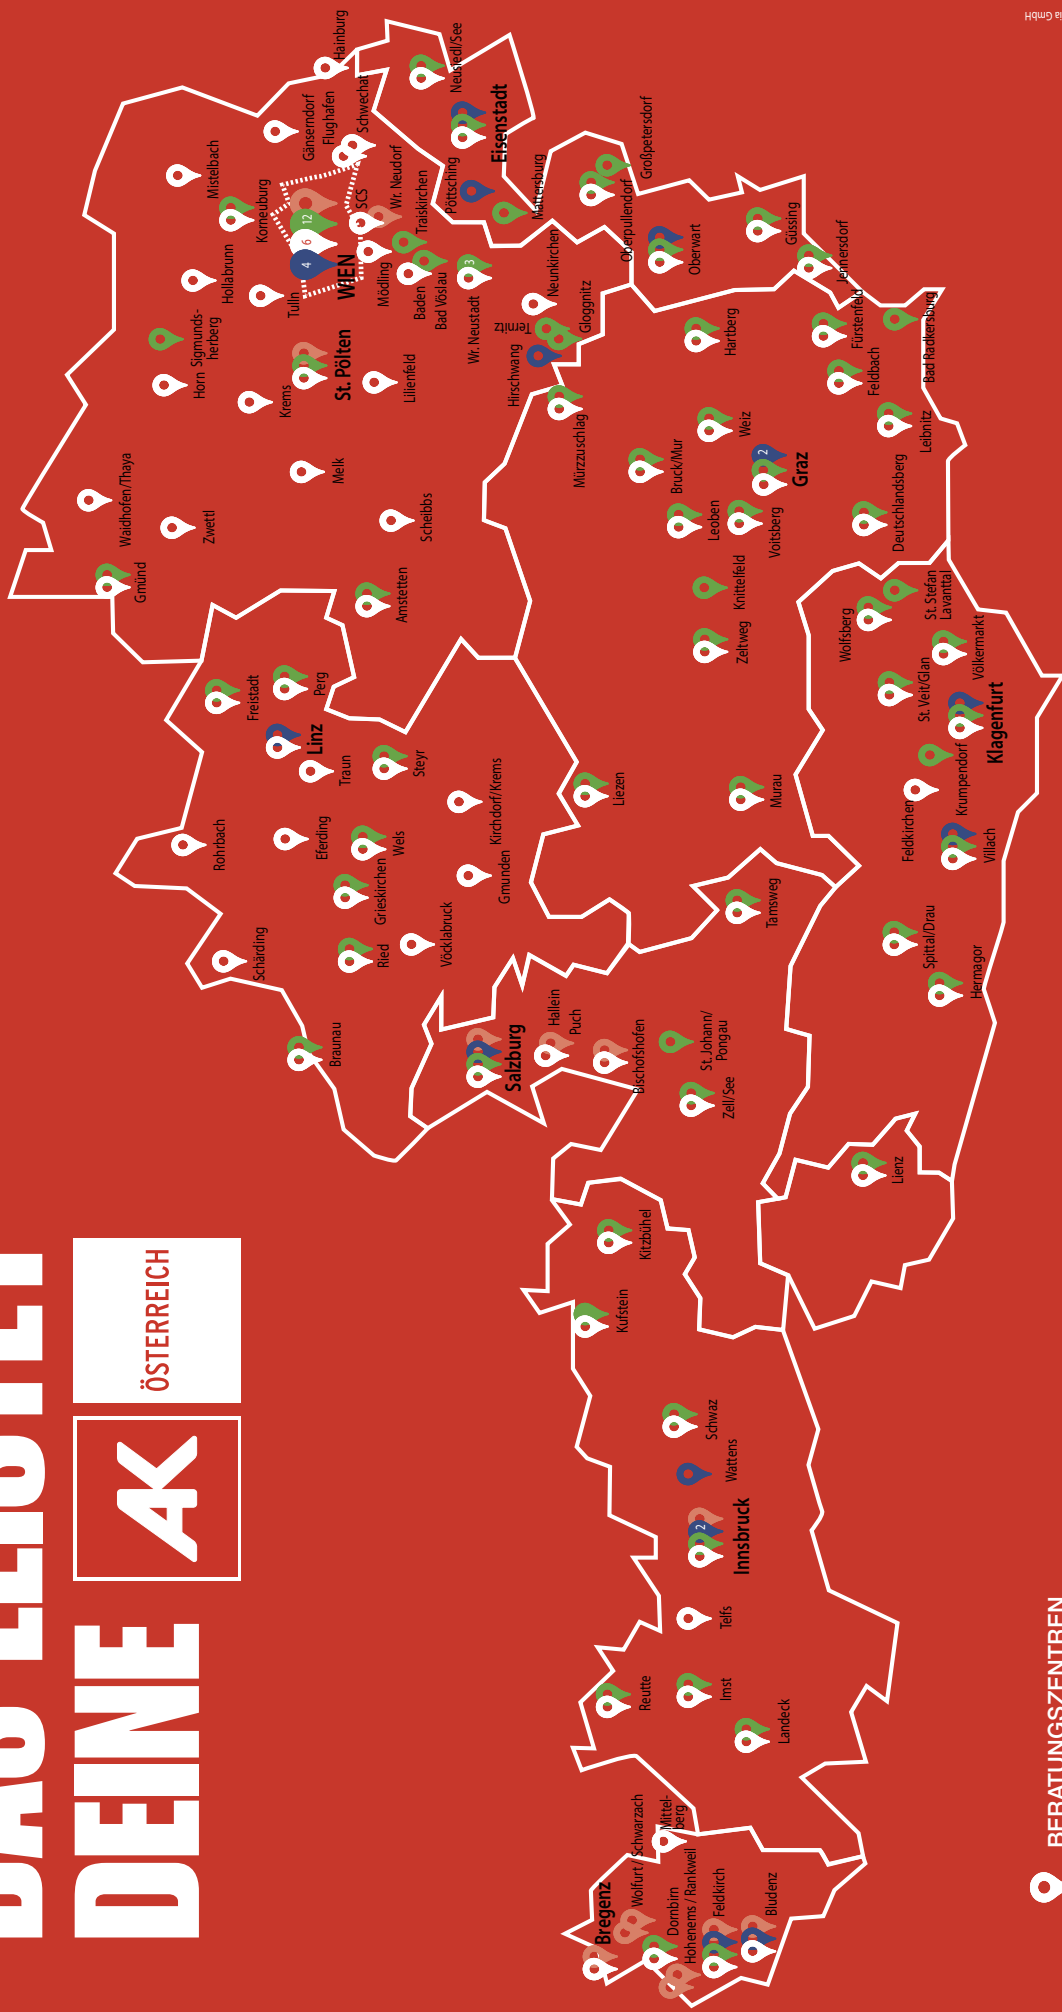 DEINE
AK
ÖSTERREICH
Hainburg
Gänserndorf
Flughafen
Schwechat
Mistelbach
Korneuburg
Hollabrunn
Tulln
12
6
4
WIEN
SCS
Wr. Neudorf
Mödling
Traiskirchen
Baden
Bad Vöslau
3
Wr. Neustadt
Neusiedl/See
Eisenstadt
Pöttsching
Mattersburg
Großpetersdorf
Oberpullendorf
Oberwart
Güssing
Jennersdorf
Neunkirchen
Ternitz
Gloggnitz
Hirschwang
Sigmunds-
herberg
Horn
Krems
St. Pölten
Lilienfeld
Melk
Scheibbs
Waidhofen/Thaya
Zwettl
Gmünd
Amstetten
Mürzzuschlag
Hartberg
Fürstenfeld
Feldbach
Bad Radkersburg
Leibnitz
Weiz
2
Graz
Bruck/Mur
Leoben
Voitsberg
Deutschlandsberg
Knittelfeld
Zeltweg
Murau
Liezen
Wolfsberg
St. Stefan
Lavanttal
Völkermarkt
St. Veit/Glan
Klagenfurt
Krumpendorf
Feldkirchen
Villach
Spittal/Drau
Hermagor
Freistadt
Perg
Linz
Traun
Steyr
Kirchdorf/Krems
Rohrbach
Eferding
Wels
Grieskirchen
Gmunden
Vöcklabruck
Ried
Schärding
Braunau
Salzburg
Hallein
Puch
Bischofshofen
St. Johann/
Pongau
Zell/See
Tamsweg
Lienz
Kitzbühel
Kufstein
Schwaz
Wattens
2
Innsbruck
Telfs
Reutte
Imst
Landeck
Mittel-
berg
Wolfurt / Schwarzach
Bregenz
Dornbirn
Hohenems / Rankweil
Feldkirch
Bludenz
BERATUNGSZENTREN